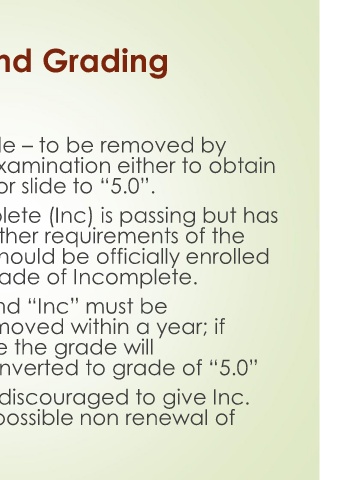 nd Grading
le – to be removed by
xamination either to obtain
or slide to “5.0”.
plete (Inc) is passing but has
ther requirements of the
hould be officially enrolled
ade of Incomplete.
nd “Inc” must be
moved within a year; if
e the grade will
nverted to grade of “5.0”
discouraged to give Inc.
possible non renewal of